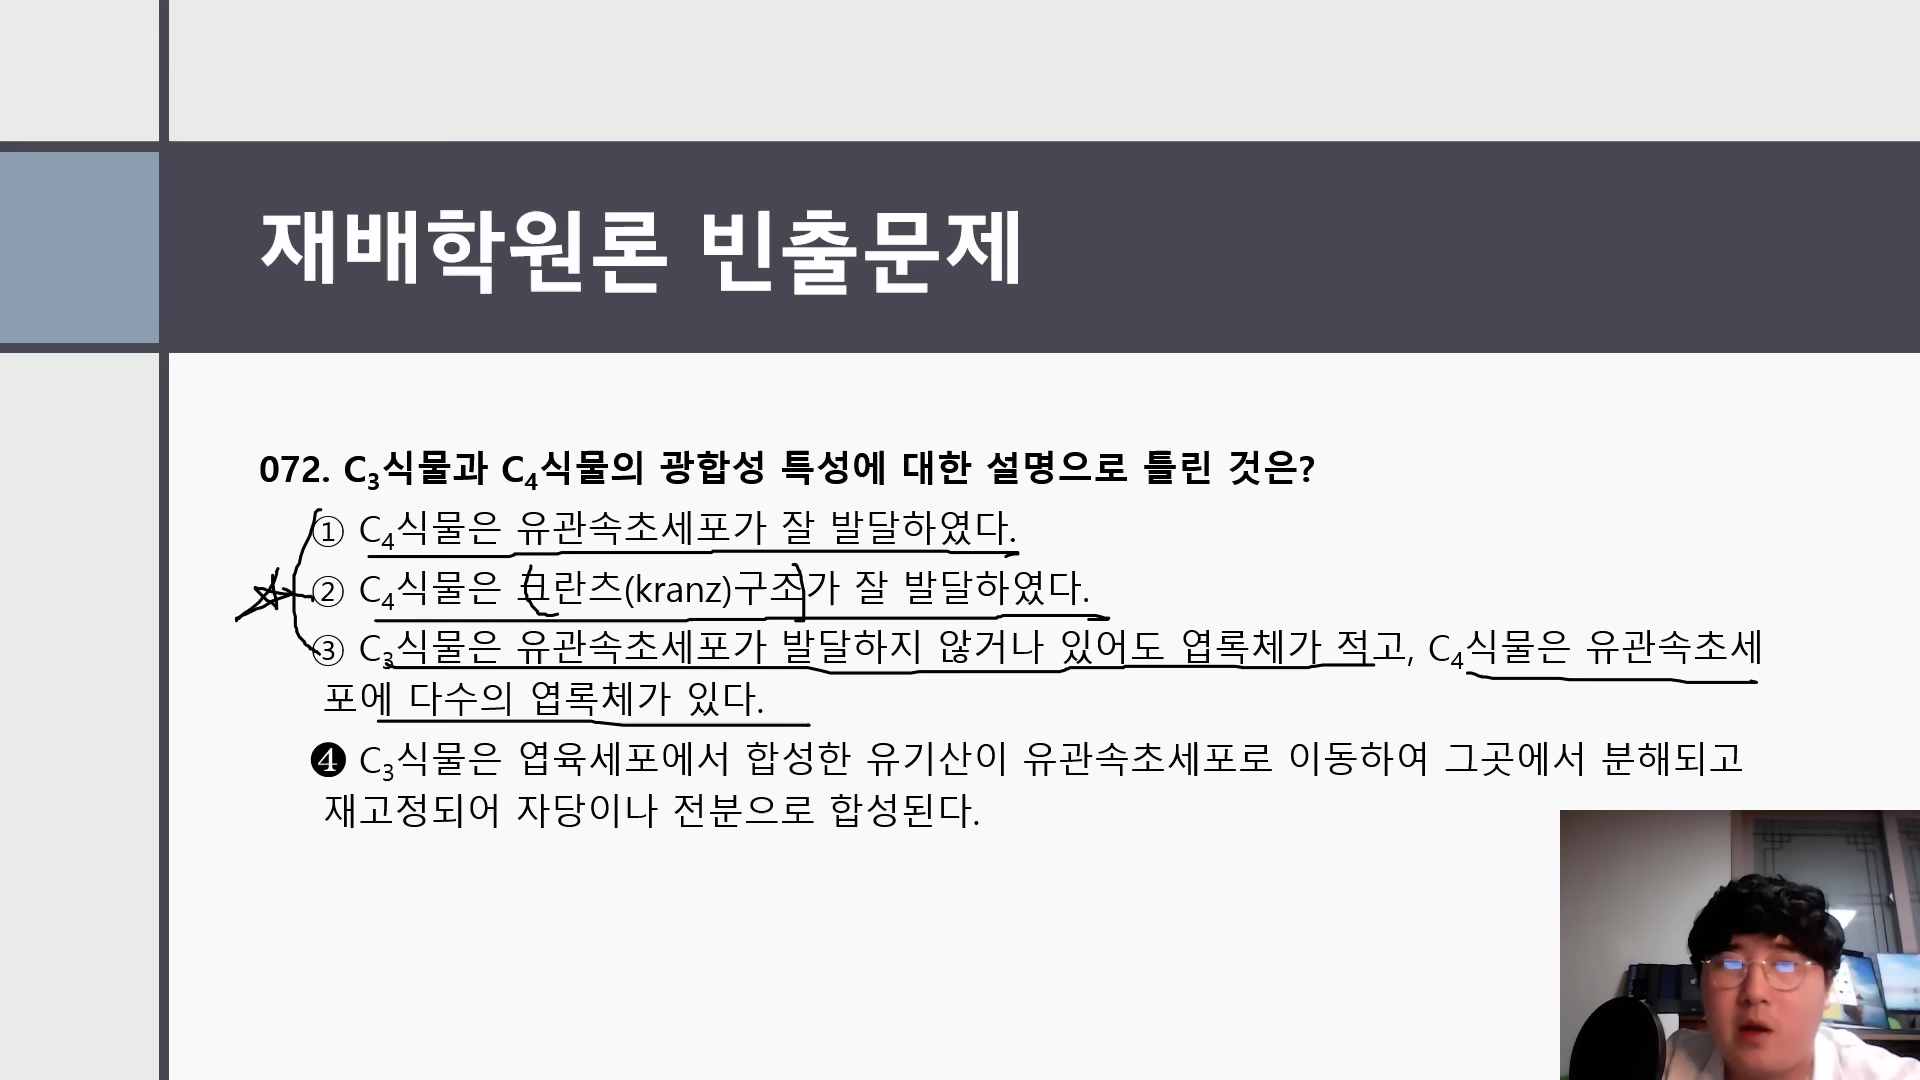 재배학원론 빈출문제
072. C₃식물과 C₄식물의 광합성 특성에 대한 설명으로 틀린 것은?
① C₄식물은 유관속초세포가 잘 발달하였다.
② C₄식물은 크란츠(kranz)구조가 잘 발달하였다.
③ C₃식물은 유관속초세포가 발달하지 않거나 있어도 엽록체가 적고, C₄식물은 유관속초세
포에 다수의 엽록체가 있다.
❹ C₃식물은 엽육세포에서 합성한 유기산이 유관속초세포로 이동하여 그곳에서 분해되고
재고정되어 자당이나 전분으로 합성된다.